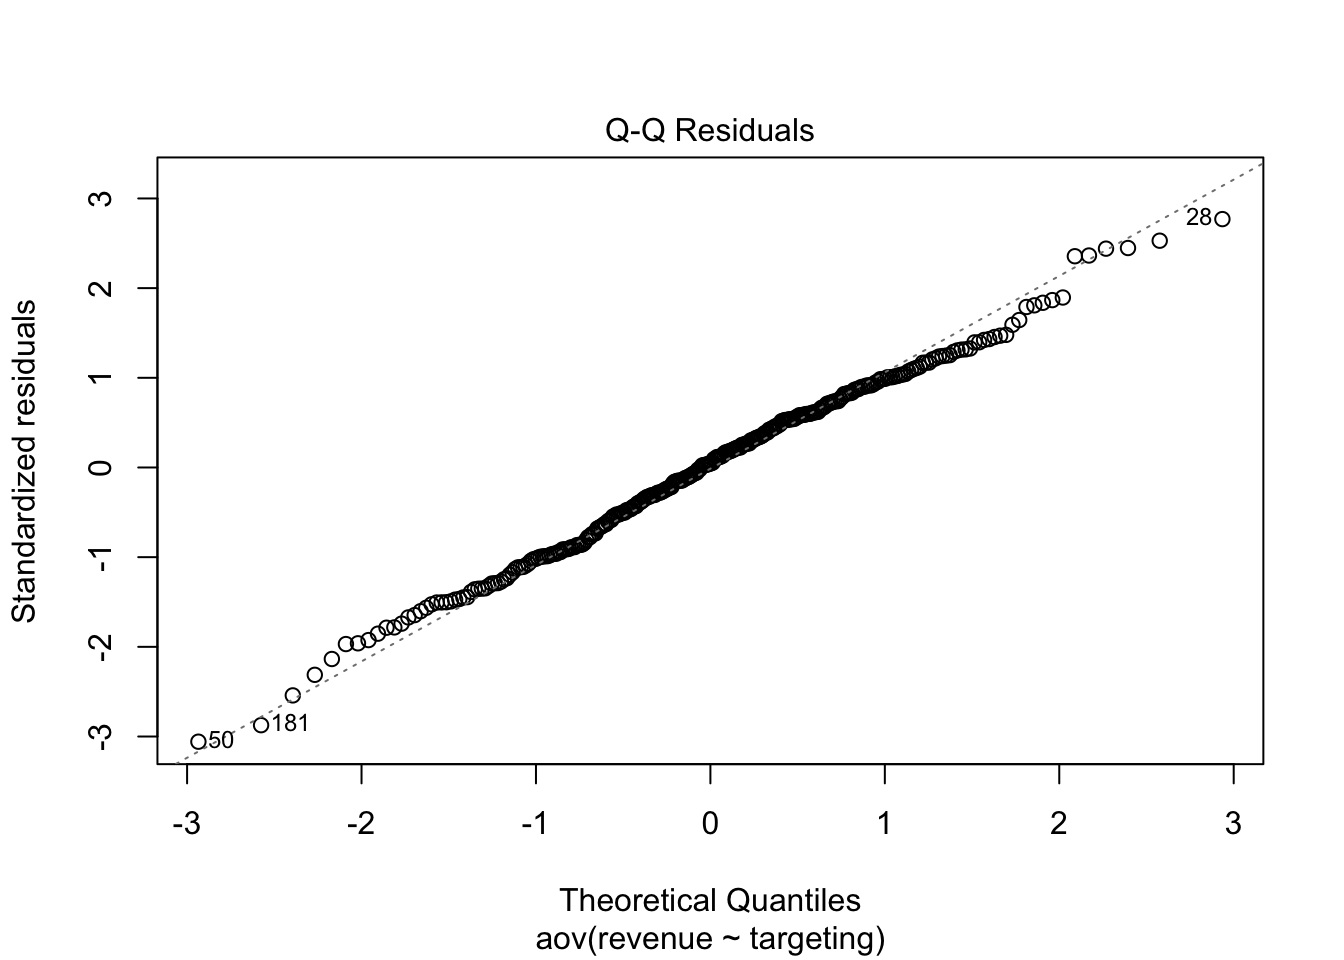 Q-Q Residuals
Standardized residuals
3
2
1
0
-1
-2
-3
28
181
50
-3 -2 -1 0 1 2 3
Theoretical Quantiles
aov(revenue ~ targeting)